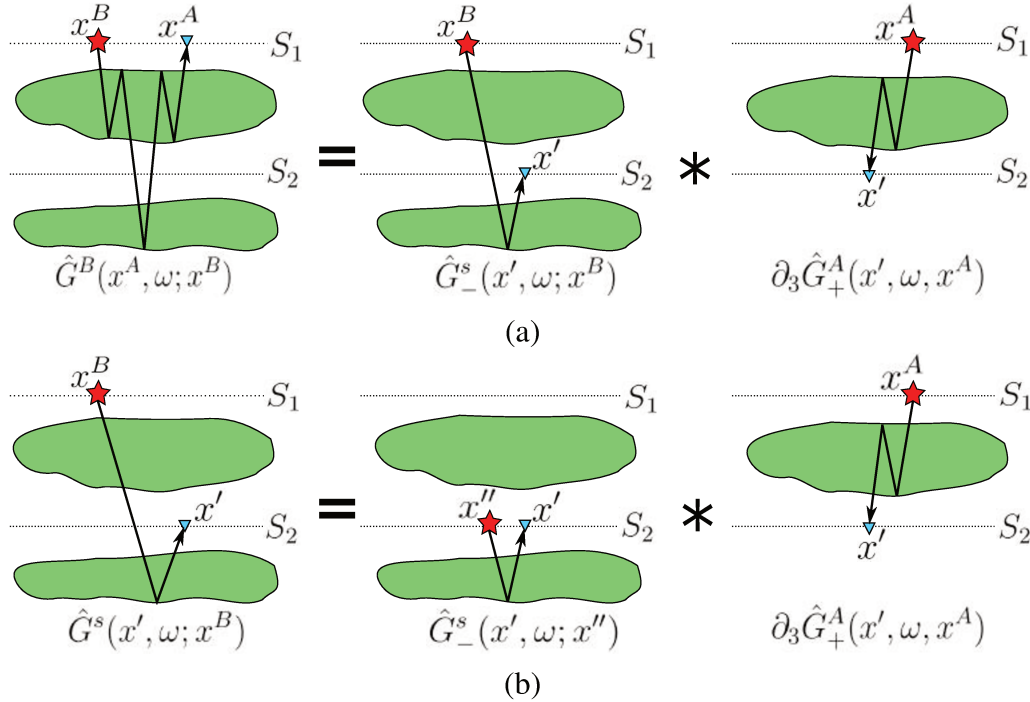 x^B x^A S_1 x^B S_1 x^A S_1
= x' *
S_2 S_2 S_2
x'
Ĝ^B(x^A, ω; x^B) Ĝ^s_-(x', ω; x^B) ∂_3Ĝ^A_+(x', ω, x^A)
(a)
x^B S_1 S_1 x^A S_1
x' = x'' x' *
S_2 S_2 S_2
x'
Ĝ^s(x', ω; x^B) Ĝ^s_-(x', ω; x'') ∂_3Ĝ^A_+(x', ω, x^A)
(b)